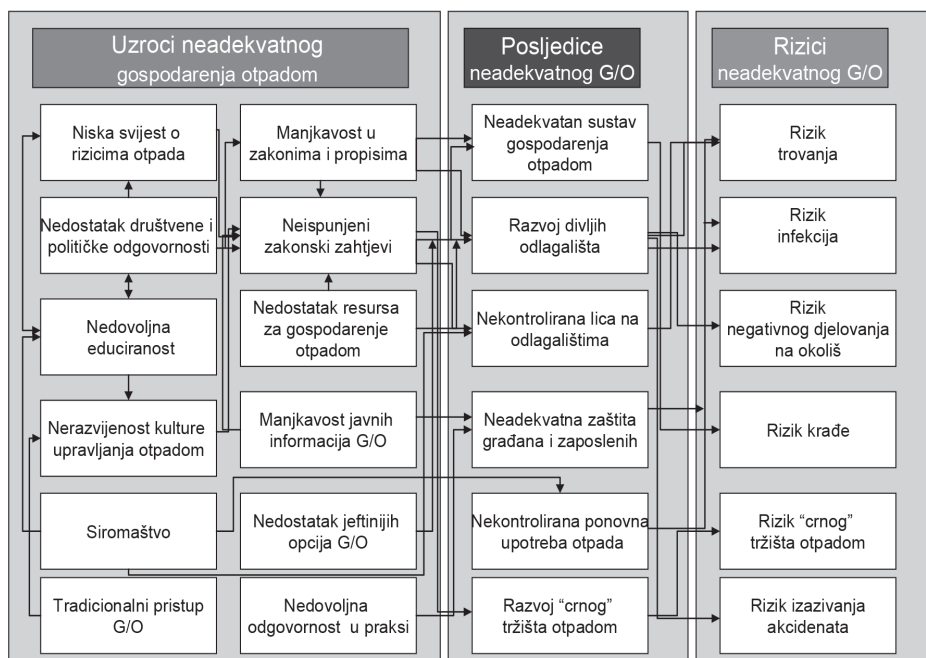 Uzroci neadekvatnog
gospodarenja otpadom
Niska svijest o
rizicima otpada
Nedostatak društvene i
političke odgovornosti
Nedovoljna
educiranost
Nerazvijenost kulture
upravljanja otpadom
Siromaštvo
Tradicionalni pristup
G/O
Manjkavost u
zakonima i propisima
Neispunjeni
zakonski zahtjevi
Nedostatak resursa
za gospodarenje
otpadom
Manjkavost javnih
informacija G/O
Nedostatak jeftinijih
opcija G/O
Nedovoljna
odgovornost u praksi
Posljedice
neadekvatnog G/O
Neadekvatan sustav
gospodarenja
otpadom
Razvoj divljih
odlagališta
Nekontrolirana lica na
odlagalištima
Neadekvatna zaštita
građana i zaposlenih
Nekontrolirana ponovna
upotreba otpada
Razvoj “crnog”
tržišta otpadom
Rizici
neadekvatnog G/O
Rizik
trovanja
Rizik
infekcija
Rizik
negativnog djelovanja
na okoliš
Rizik krađe
Rizik “crnog”
tržišta otpadom
Rizik izazivanja
akcidenata